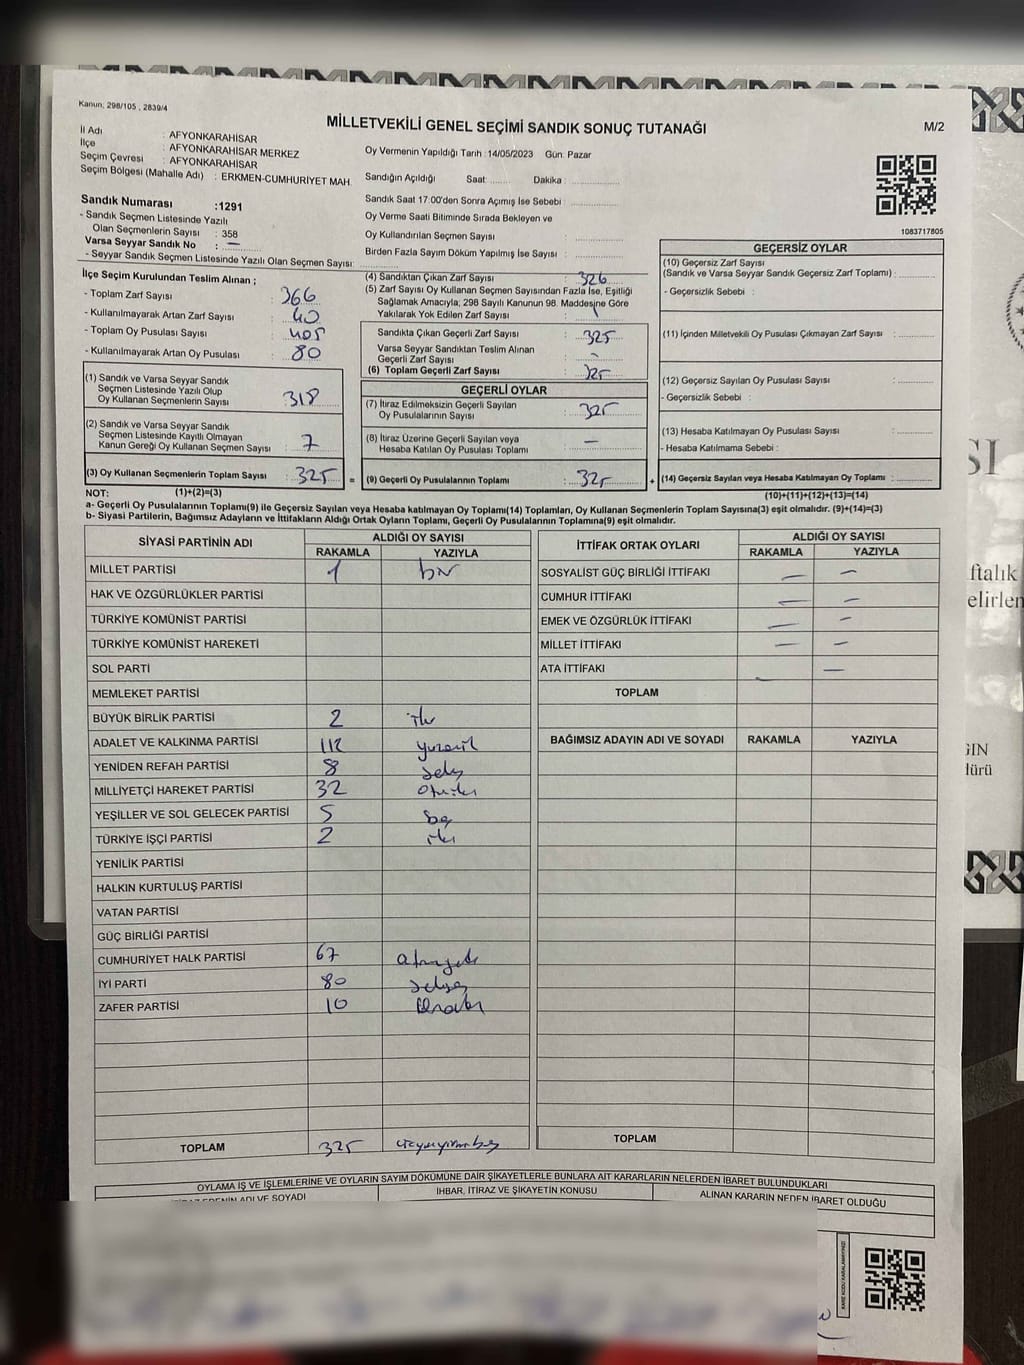 Kanun; 298/105 , 2839/4
MİLLETVEKİLİ GENEL SEÇİMİ SANDIK SONUÇ TUTANAĞI
M/2
İl Adı : AFYONKARAHİSAR
İlçe : AFYONKARAHİSAR MERKEZ
Seçim Çevresi : AFYONKARAHİSAR
Seçim Bölgesi (Mahalle Adı) : ERKMEN-CUMHURİYET MAH.
Oy Vermenin Yapıldığı Tarih :14/05/2023 Gün: Pazar
Sandığın Açıldığı Saat: ........ Dakika : ..................
Sandık Numarası :1291
- Sandık Seçmen Listesinde Yazılı
Olan Seçmenlerin Sayısı : 358
Varsa Seyyar Sandık No : —
- Seyyar Sandık Seçmen Listesinde Yazılı Olan Seçmen Sayısı:
Sandık Saat 17:00'den Sonra Açımış İse Sebebi :
Oy Verme Saati Bitiminde Sırada Bekleyen ve
Oy Kullandırılan Seçmen Sayısı :
Birden Fazla Sayım Döküm Yapılmış İse Sayısı :
1083717805
İlçe Seçim Kurulundan Teslim Alınan ;
- Toplam Zarf Sayısı : 366
- Kullanılmayarak Artan Zarf Sayısı : 40
- Toplam Oy Pusulası Sayısı : 405
- Kullanılmayarak Artan Oy Pusulası : 80
(1) Sandık ve Varsa Seyyar Sandık
Seçmen Listesinde Yazılı Olup
Oy Kullanan Seçmenlerin Sayısı : 318
(2) Sandık ve Varsa Seyyar Sandık
Seçmen Listesinde Kayıtlı Olmayan
Kanun Gereği Oy Kullanan Seçmen Sayısı : 7
(3) Oy Kullanan Seçmenlerin Toplam Sayısı : 325
(4) Sandıktan Çıkan Zarf Sayısı : 326
(5) Zarf Sayısı Oy Kullanan Seçmen Sayısından Fazla İse, Eşitliği
Sağlamak Amacıyla; 298 Sayılı Kanunun 98. Maddesine Göre
Yakılarak Yok Edilen Zarf Sayısı : 1
Sandıkta Çıkan Geçerli Zarf Sayısı : 325
Varsa Seyyar Sandıktan Teslim Alınan
Geçerli Zarf Sayısı : -
(6) Toplam Geçerli Zarf Sayısı : 325
GEÇERLİ OYLAR
(7) İtiraz Edilmeksizin Geçerli Sayılan
Oy Pusulalarının Sayısı : 325
(8) İtiraz Üzerine Geçerli Sayılan veya
Hesaba Katılan Oy Pusulası Toplamı : —
= (9) Geçerli Oy Pusulalarının Toplamı : 325
GEÇERSİZ OYLAR
(10) Geçersiz Zarf Sayısı
(Sandık ve Varsa Seyyar Sandık Geçersiz Zarf Toplamı) :
- Geçersizlik Sebebi :
(11) İçinden Milletvekili Oy Pusulası Çıkmayan Zarf Sayısı :
(12) Geçersiz Sayılan Oy Pusulası Sayısı :
- Geçersizlik Sebebi :
(13) Hesaba Katılmayan Oy Pusulası Sayısı :
- Hesaba Katılmama Sebebi :
+ (14) Geçersiz Sayılan veya Hesaba Katılmayan Oy Toplamı :
NOT: (1)+(2)=(3)
(10)+(11)+(12)+(13)=(14)
a- Geçerli Oy Pusulalarının Toplamı(9) ile Geçersiz Sayılan veya Hesaba Katılmayan Oy Toplamı(14) Toplamları, Oy Kullanan Seçmenlerin Toplam Sayısına(3) eşit olmalıdır. (9)+(14)=(3)
b- Siyasi Partilerin, Bağımsız Adayların ve İttifakların Aldığı Ortak Oyların Toplamı, Geçerli Oy Pusulalarının Toplamına(9) eşit olmalıdır.
SİYASİ PARTİNİN ADI ALDIĞI OY SAYISI
RAKAMLA YAZIYLA
MİLLET PARTİSİ 1 bir
HAK VE ÖZGÜRLÜKLER PARTİSİ
TÜRKİYE KOMÜNİST PARTİSİ
TÜRKİYE KOMÜNİST HAREKETİ
SOL PARTİ
MEMLEKET PARTİSİ
BÜYÜK BİRLİK PARTİSİ 2 iki
ADALET VE KALKINMA PARTİSİ 112
YENİDEN REFAH PARTİSİ 8 sekiz
MİLLİYETÇİ HAREKET PARTİSİ 32 otuziki
YEŞİLLER VE SOL GELECEK PARTİSİ 5 beş
TÜRKİYE İŞÇİ PARTİSİ 2 iki
YENİLİK PARTİSİ
HALKIN KURTULUŞ PARTİSİ
VATAN PARTİSİ
GÜÇ BİRLİĞİ PARTİSİ
CUMHURİYET HALK PARTİSİ 67
İYİ PARTİ 80 seksen
ZAFER PARTİSİ 10
TOPLAM 325 üçyüzyirmibeş
İTTİFAK ORTAK OYLARI ALDIĞI OY SAYISI
RAKAMLA YAZIYLA
SOSYALİST GÜÇ BİRLİĞİ İTTİFAKI — —
CUMHUR İTTİFAKI — —
EMEK VE ÖZGÜRLÜK İTTİFAKI — —
MİLLET İTTİFAKI — —
ATA İTTİFAKI — —
TOPLAM
BAĞIMSIZ ADAYIN ADI VE SOYADI RAKAMLA YAZIYLA
TOPLAM
OYLAMA İŞ VE İŞLEMLERİNE VE OYLARIN SAYIM DÖKÜMÜNE DAİR ŞİKAYETLERLE BUNLARA AİT KARARLARIN NELERDEN İBARET BULUNDUKLARI
İTİRAZ EDENİN ADI VE SOYADI
İHBAR, İTİRAZ VE ŞİKAYETİN KONUSU
ALINAN KARARIN NEDEN İBARET OLDUĞU
KARE KODU KARALAMAYINIZ!
ftalık
elirlen